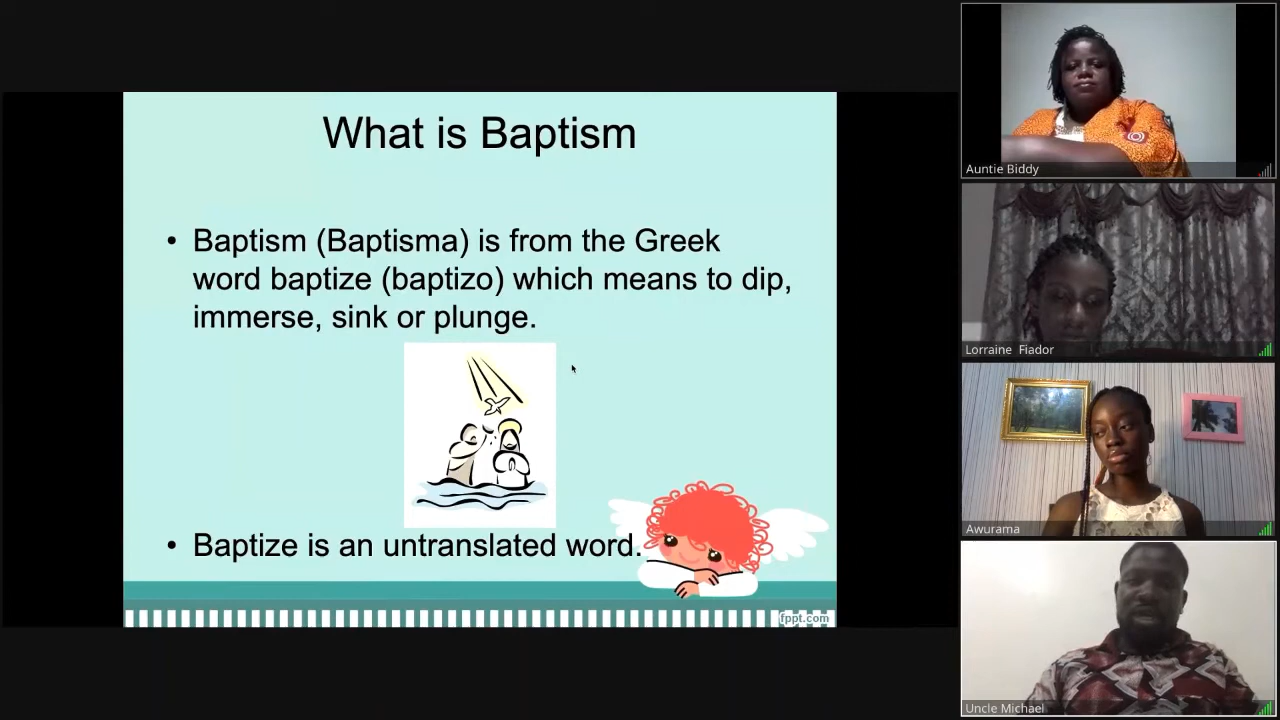 What is Baptism
• Baptism (Baptisma) is from the Greek
word baptize (baptizo) which means to dip,
immerse, sink or plunge.
• Baptize is an untranslated word.
fppt.com
Auntie Biddy
Lorraine Fiador
Awurama
Uncle Michael